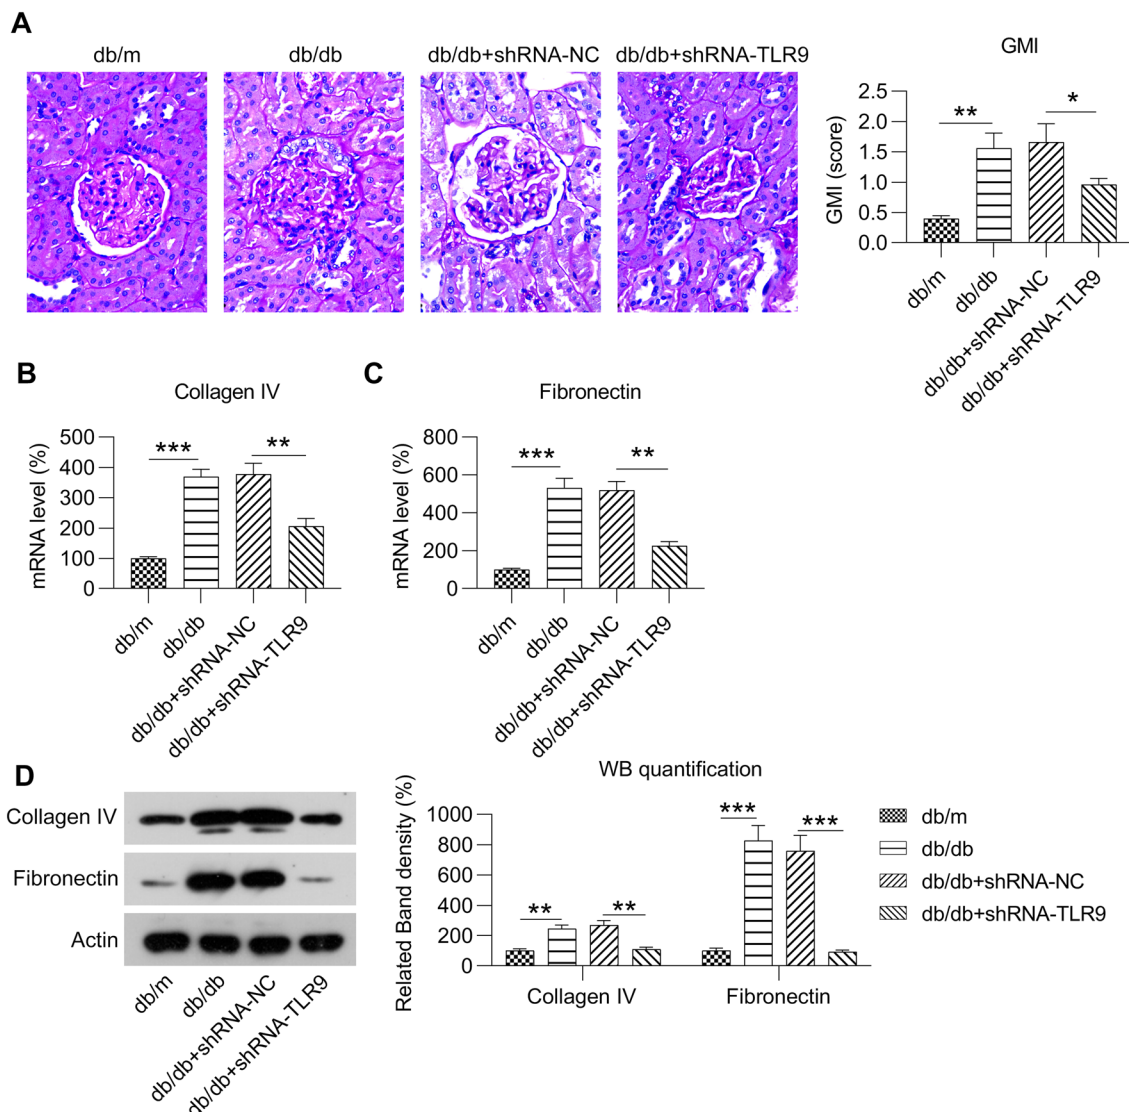 A
db/m
db/db
db/db+shRNA-NC
db/db+shRNA-TLR9
GMI
GMI (score)
2.5
2.0
1.5
1.0
0.5
0.0
**
*
db/m
db/db
db/db+shRNA-NC
db/db+shRNA-TLR9
B
Collagen IV
mRNA level (%)
500
400
300
200
100
0
***
**
db/m
db/db
db/db+shRNA-NC
db/db+shRNA-TLR9
C
Fibronectin
mRNA level (%)
800
600
400
200
0
***
**
db/m
db/db
db/db+shRNA-NC
db/db+shRNA-TLR9
D
Collagen IV
Fibronectin
Actin
db/m
db/db
db/db+shRNA-NC
db/db+shRNA-TLR9
WB quantification
Related Band density (%)
1000
800
600
400
200
0
**
**
***
***
Collagen IV
Fibronectin
db/m
db/db
db/db+shRNA-NC
db/db+shRNA-TLR9